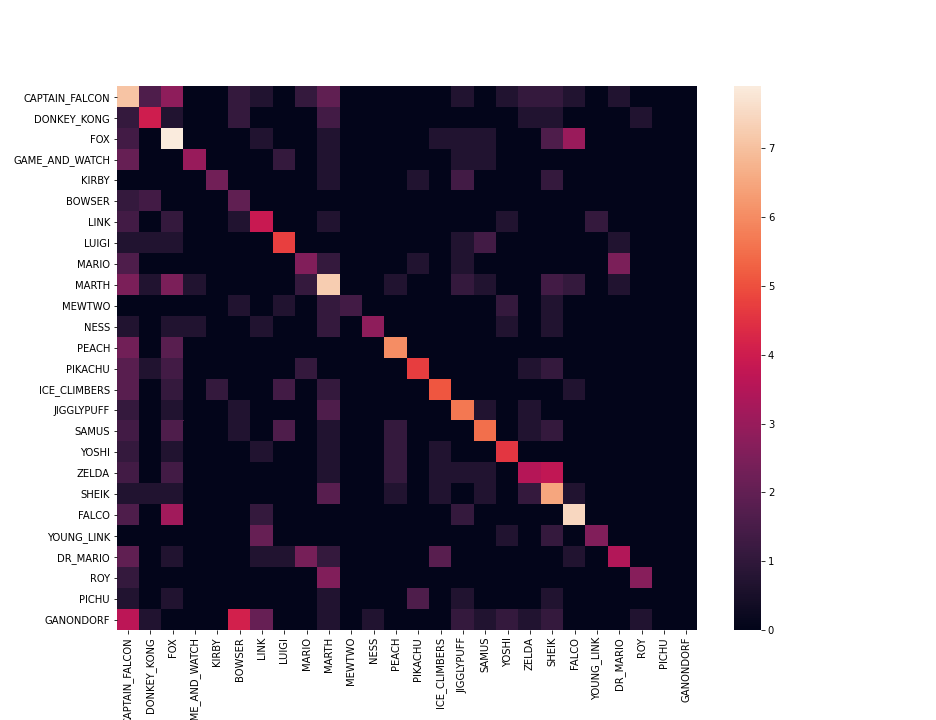 CAPTAIN_FALCON
DONKEY_KONG
FOX
GAME_AND_WATCH
KIRBY
BOWSER
LINK
LUIGI
MARIO
MARTH
MEWTWO
NESS
PEACH
PIKACHU
ICE_CLIMBERS
JIGGLYPUFF
SAMUS
YOSHI
ZELDA
SHEIK
FALCO
YOUNG_LINK
DR_MARIO
ROY
PICHU
GANONDORF
7
6
5
4
3
2
1
0
APTAIN_FALCON
DONKEY_KONG
FOX
ME_AND_WATCH
KIRBY
BOWSER
LINK
LUIGI
MARIO
MARTH
MEWTWO
NESS
PEACH
PIKACHU
ICE_CLIMBERS
JIGGLYPUFF
SAMUS
YOSHI
ZELDA
SHEIK
FALCO
YOUNG_LINK
DR_MARIO
ROY
PICHU
GANONDORF